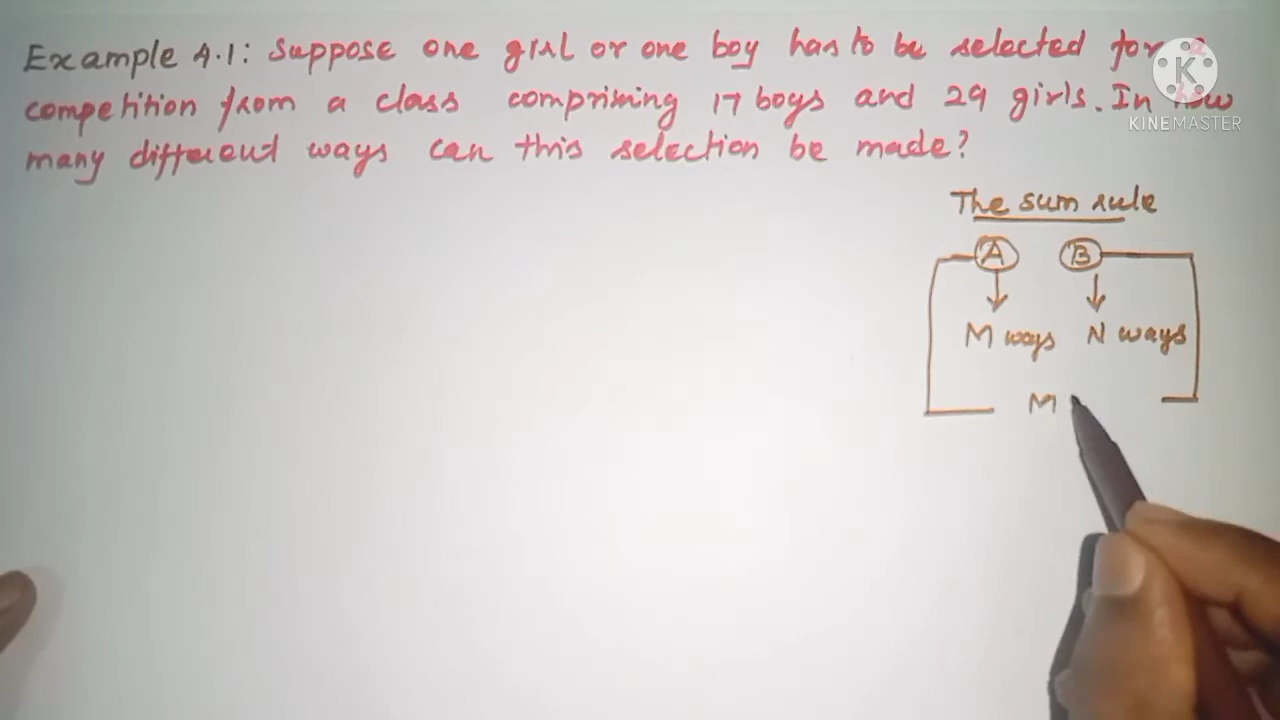 Example 4.1: Suppose one girl or one boy has to be selected for a
competition from a class comprising 17 boys and 29 girls. In how
many different ways can this selection be made?
K
KINEMASTER
The sum rule
A B
M ways N ways
M